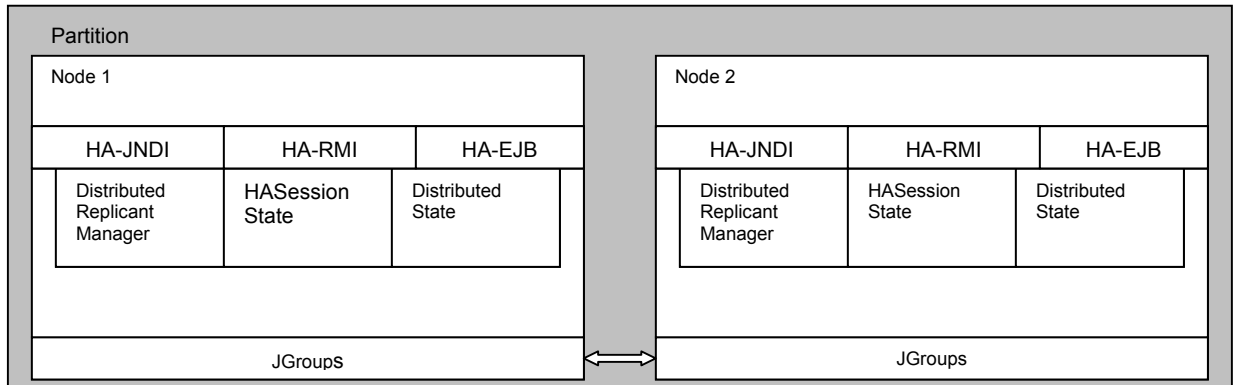 Partition
Node 1
HA-JNDI
HA-RMI
HA-EJB
Distributed
Replicant
Manager
HASession
State
Distributed
State
JGroups
Node 2
HA-JNDI
HA-RMI
HA-EJB
Distributed
Replicant
Manager
HASession
State
Distributed
State
JGroups